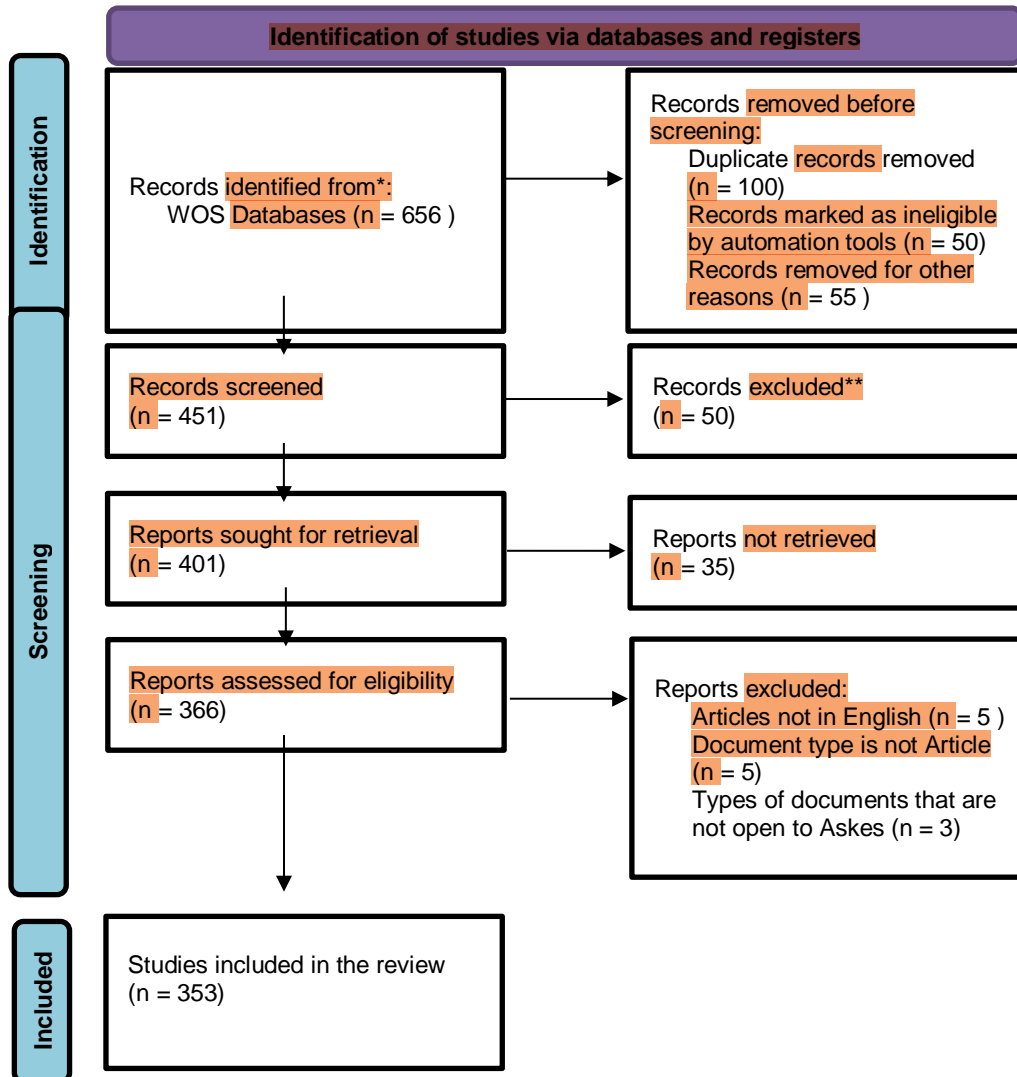 Identification of studies via databases and registers
Identification
Records identified from*:
WOS Databases (n = 656 )
Records removed before
screening:
Duplicate records removed
(n = 100)
Records marked as ineligible
by automation tools (n = 50)
Records removed for other
reasons (n = 55 )
Screening
Records screened
(n = 451)
Records excluded**
(n = 50)
Reports sought for retrieval
(n = 401)
Reports not retrieved
(n = 35)
Reports assessed for eligibility
(n = 366)
Reports excluded:
Articles not in English (n = 5 )
Document type is not Article
(n = 5)
Types of documents that are
not open to Askes (n = 3)
Included
Studies included in the review
(n = 353)